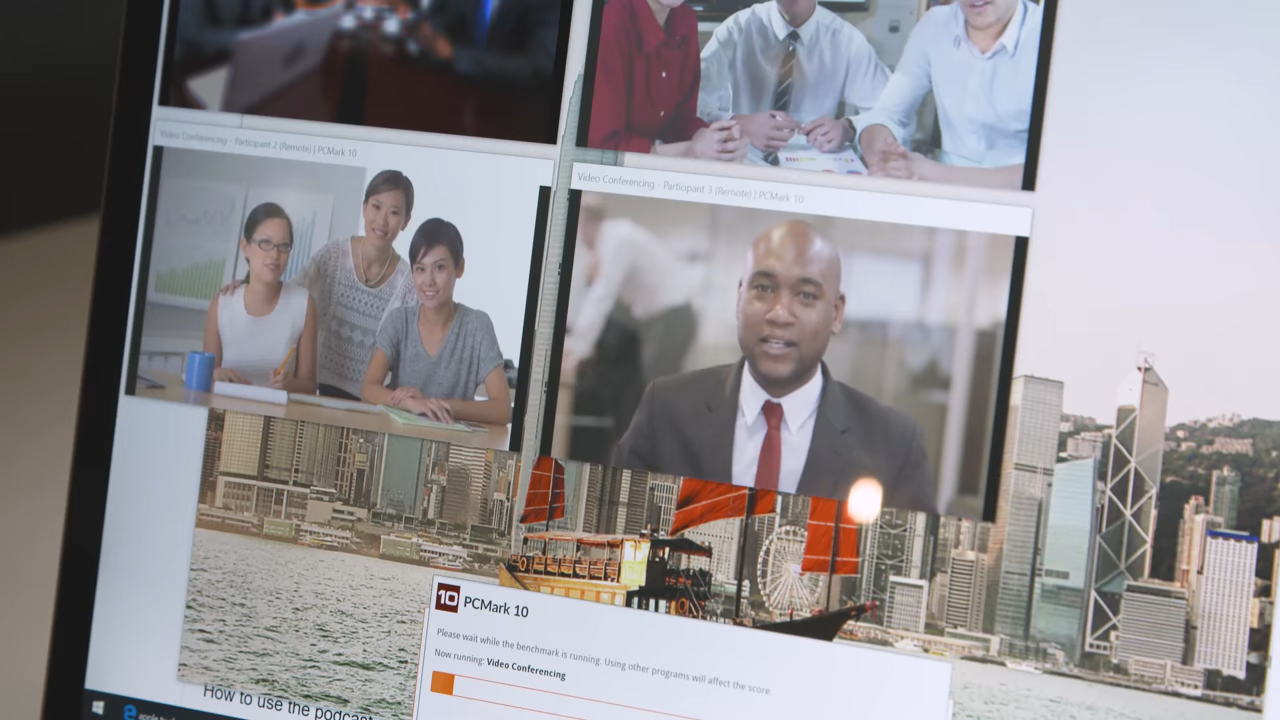 Video Conferencing - Participant 2 (Remote) | PCMark 10
Video Conferencing - Participant 3 (Remote) | PCMark 10
10 PCMark 10
Please wait while the benchmark is running. Using other programs will affect the score.
Now running: Video Conferencing
How to use the podcast